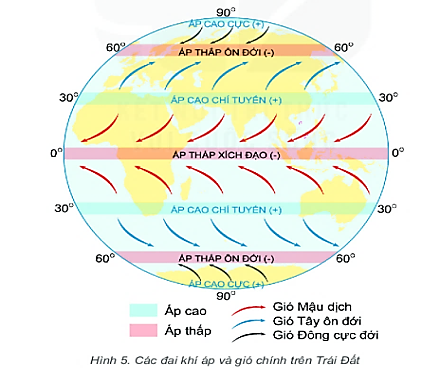 90°
ÁP CAO CỰC (+)
60° ÁP THẤP ÔN ĐỚI (-) 60°
30° ÁP CAO CHÍ TUYẾN (+) 30°
0° ÁP THẤP XÍCH ĐẠO (-) 0°
30° ÁP CAO CHÍ TUYẾN (+) 30°
60° ÁP THẤP ÔN ĐỚI (-) 60°
ÁP CAO CỰC (+)
90°
Áp cao
Áp thấp
Gió Mậu dịch
Gió Tây ôn đới
Gió Đông cực đới
Hình 5. Các đai khí áp và gió chính trên Trái Đất